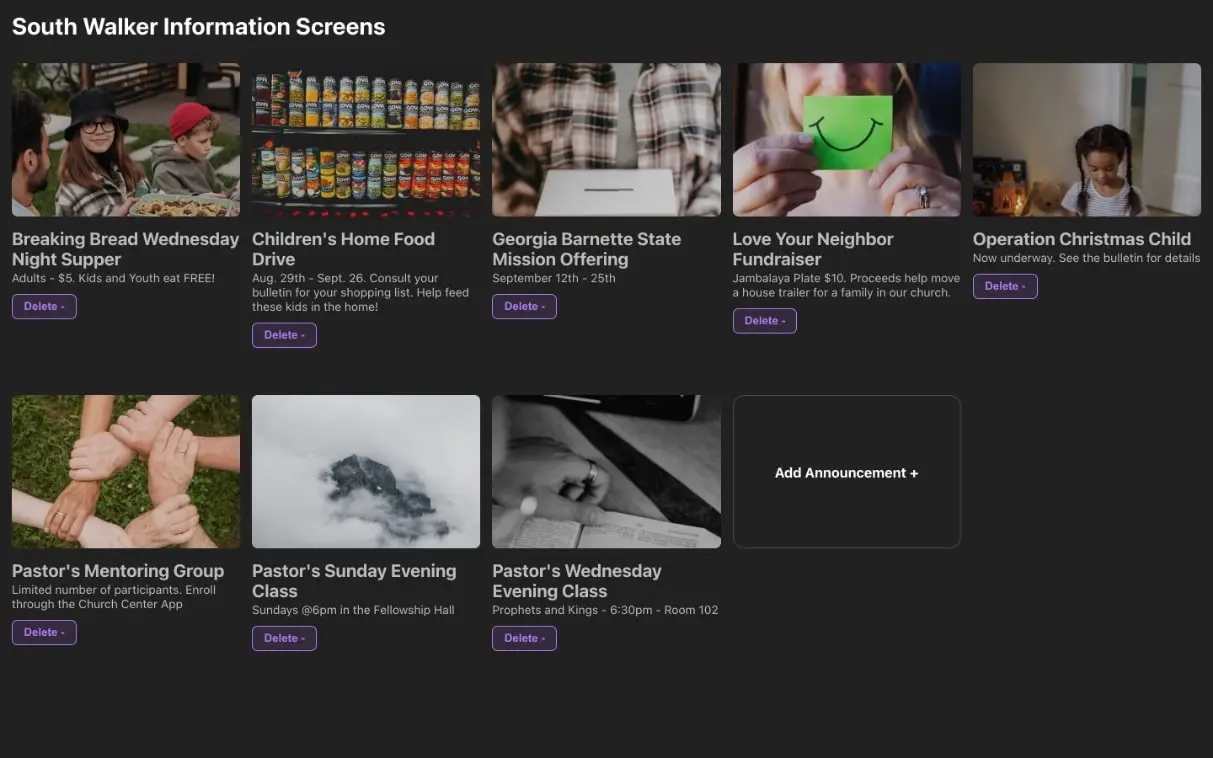 South Walker Information Screens
Breaking Bread Wednesday
Night Supper
Adults - $5. Kids and Youth eat FREE!
Delete -
Children's Home Food
Drive
Aug. 29th - Sept. 26. Consult your
bulletin for your shopping list. Help feed
these kids in the home!
Delete -
Georgia Barnette State
Mission Offering
September 12th - 25th
Delete -
Love Your Neighbor
Fundraiser
Jambalaya Plate $10. Proceeds help move
a house trailer for a family in our church.
Delete -
Operation Christmas Child
Now underway. See the bulletin for details
Delete -
Pastor's Mentoring Group
Limited number of participants. Enroll
through the Church Center App
Delete -
Pastor's Sunday Evening
Class
Sundays @6pm in the Fellowship Hall
Delete -
Pastor's Wednesday
Evening Class
Prophets and Kings - 6:30pm - Room 102
Delete -
Add Announcement +